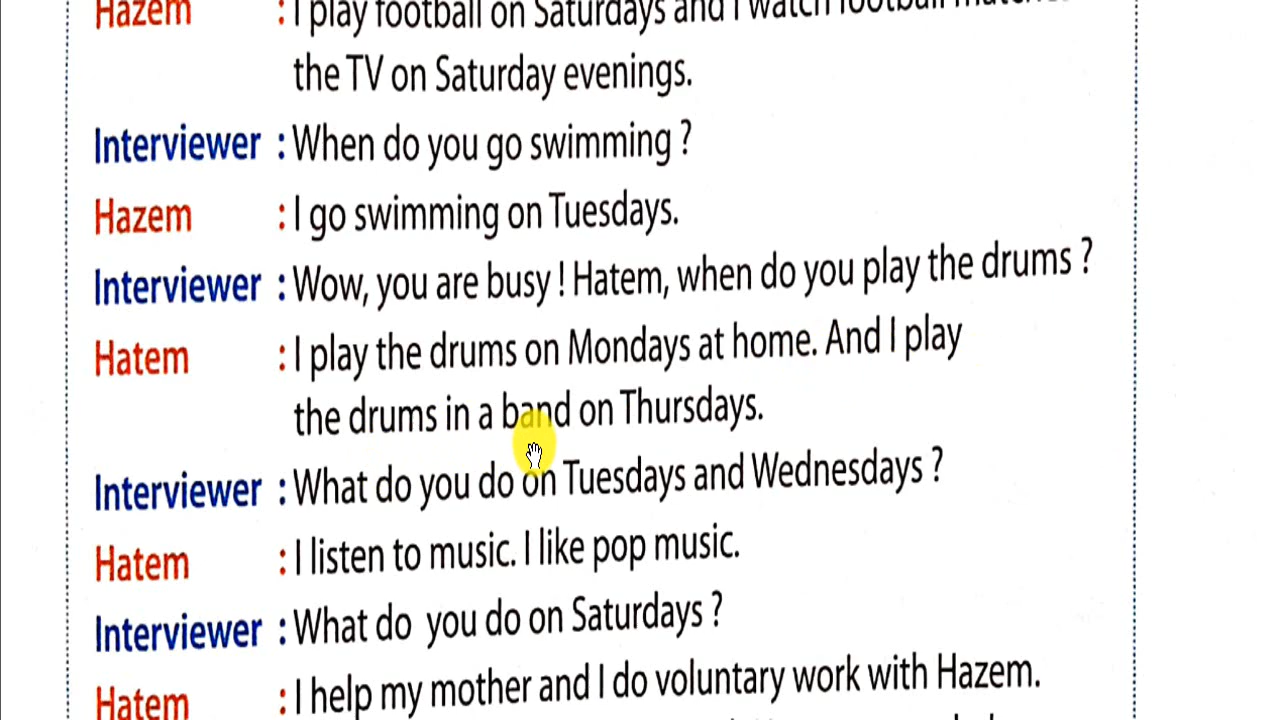 Hazem : I play football on Saturdays and I watch football
the TV on Saturday evenings.
Interviewer : When do you go swimming ?
Hazem : I go swimming on Tuesdays.
Interviewer : Wow, you are busy ! Hatem, when do you play the drums ?
Hatem : I play the drums on Mondays at home. And I play
the drums in a band on Thursdays.
Interviewer : What do you do on Tuesdays and Wednesdays ?
Hatem : I listen to music. I like pop music.
Interviewer : What do you do on Saturdays ?
Hatem : I help my mother and I do voluntary work with Hazem.